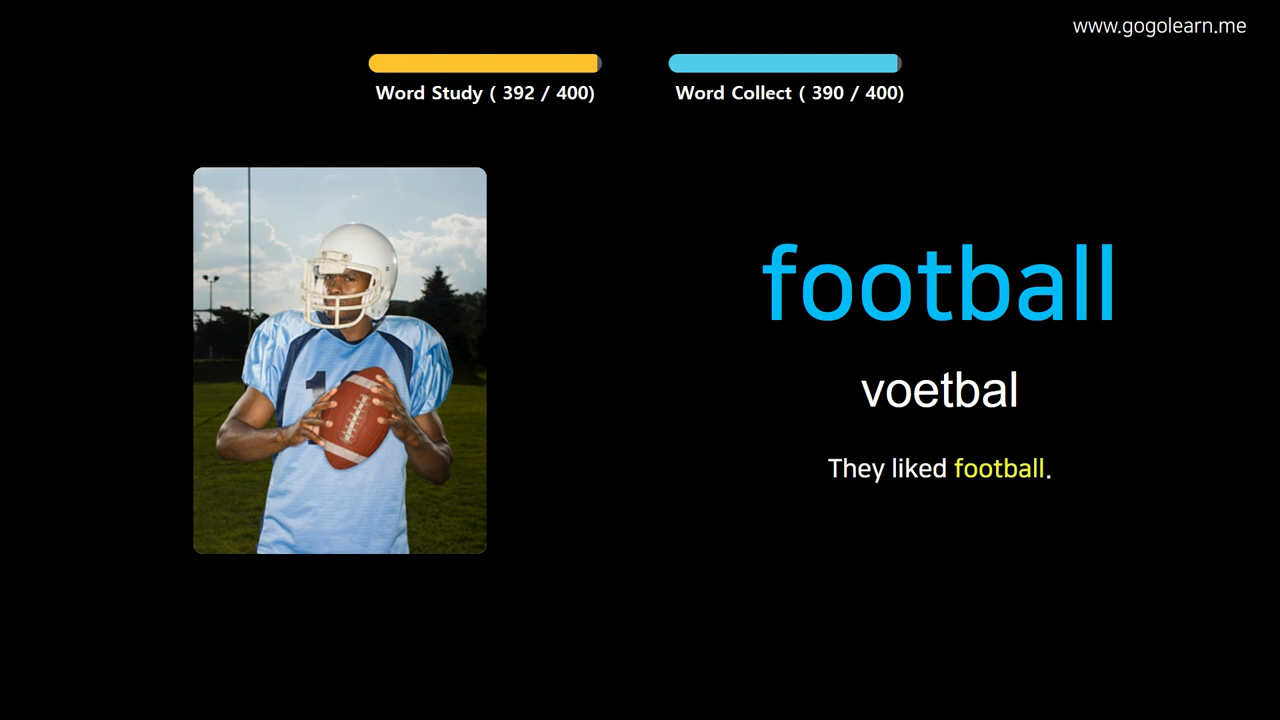 www.gogolearn.me
Word Study ( 392 / 400)
Word Collect ( 390 / 400)
football
voetbal
They liked football.